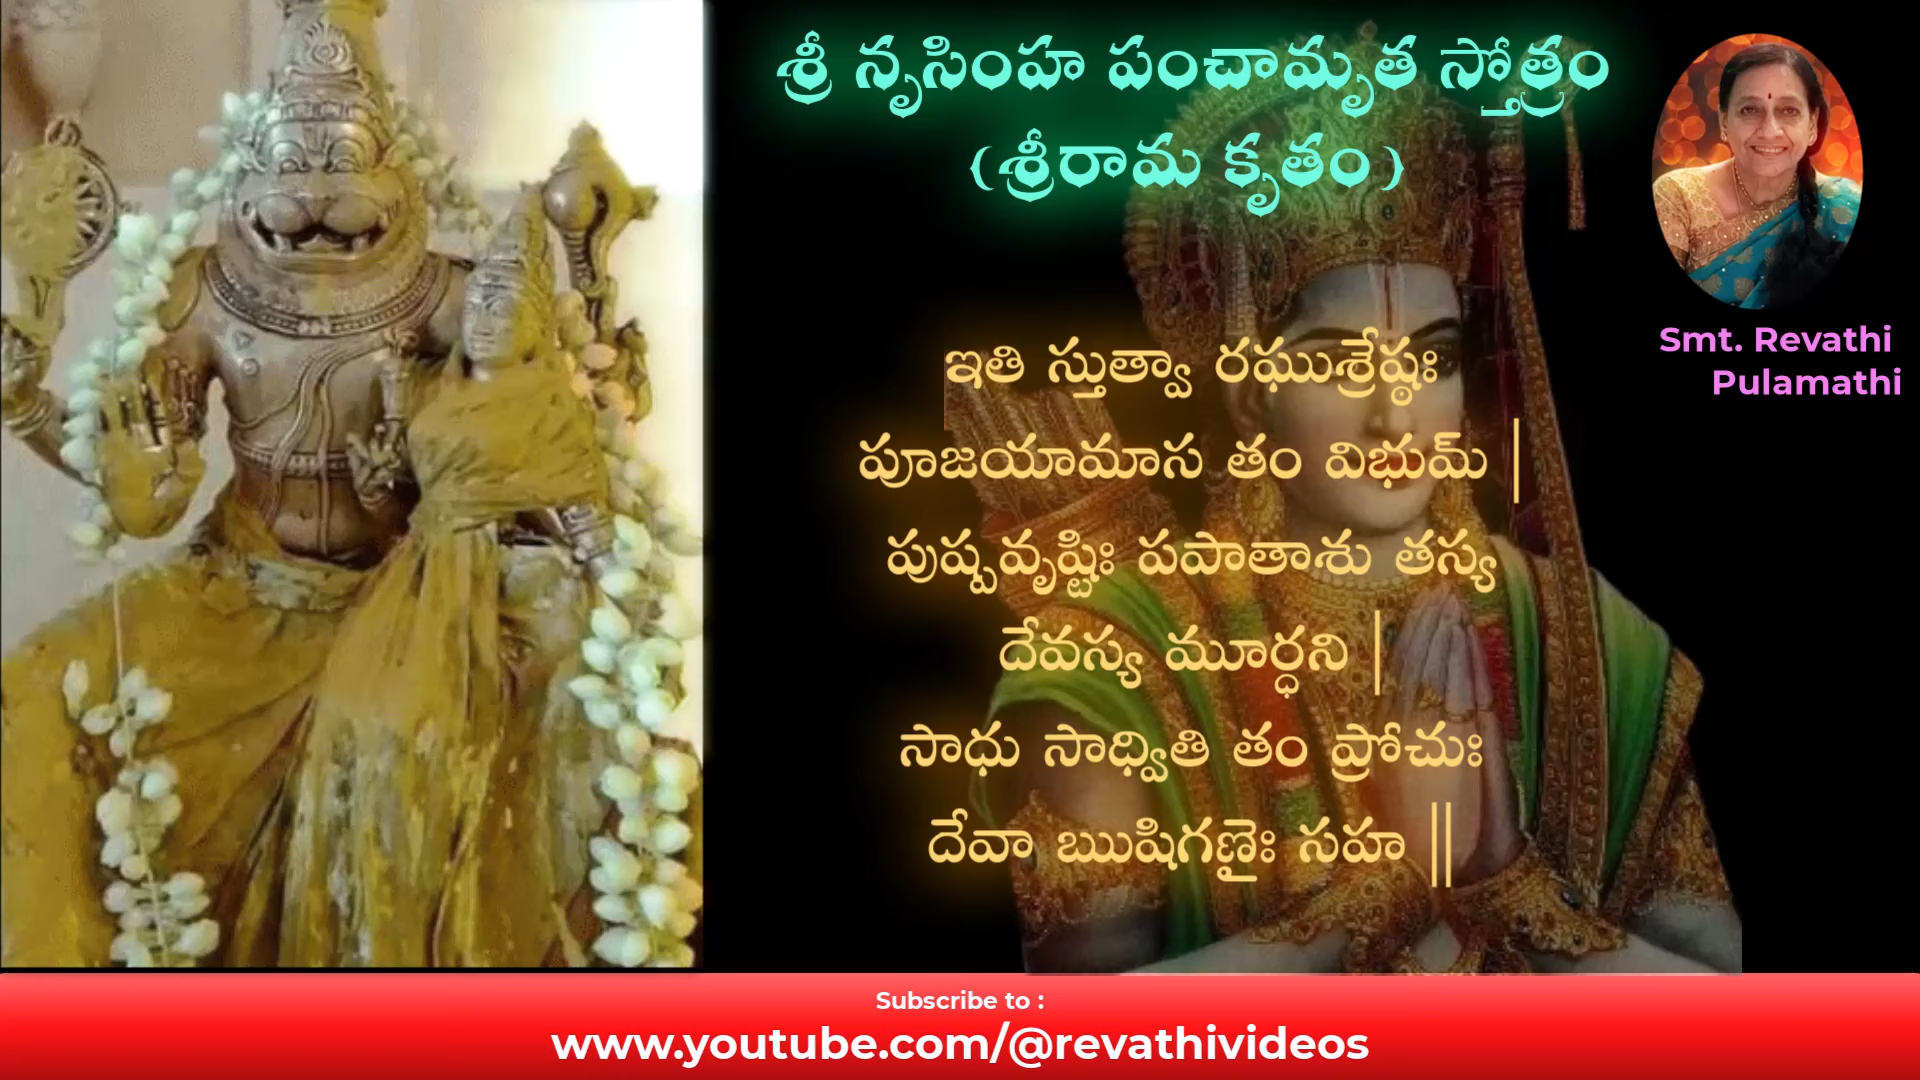 శ్రీ నృసింహ పంచామృత స్తోత్రం
(శ్రీరామ కృతం)
ఇతి స్తుత్వా రఘుశ్రేష్ఠః
పూజయామాస తం విభుమ్ |
పుష్పవృష్టిః పపాతాశు తస్య
దేవస్య మూర్ధని |
సాధు సాధ్వితి తం ప్రోచుః
దేవా ఋషిగణైః సహ ||
Smt. Revathi
Pulamathi
Subscribe to :
www.youtube.com/@revathivideos